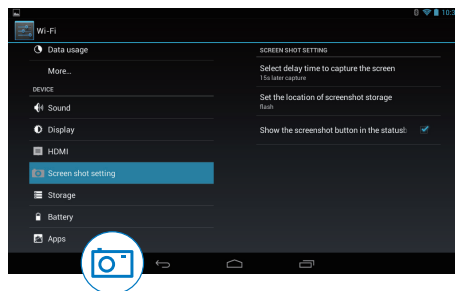 10:3
Wi-Fi
Data usage
More...
DEVICE
Sound
Display
HDMI
Screen shot setting
Storage
Battery
Apps
SCREEN SHOT SETTING
Select delay time to capture the screen
15s later capture
Set the location of screenshot storage
flash
Show the screenshot button in the statusb